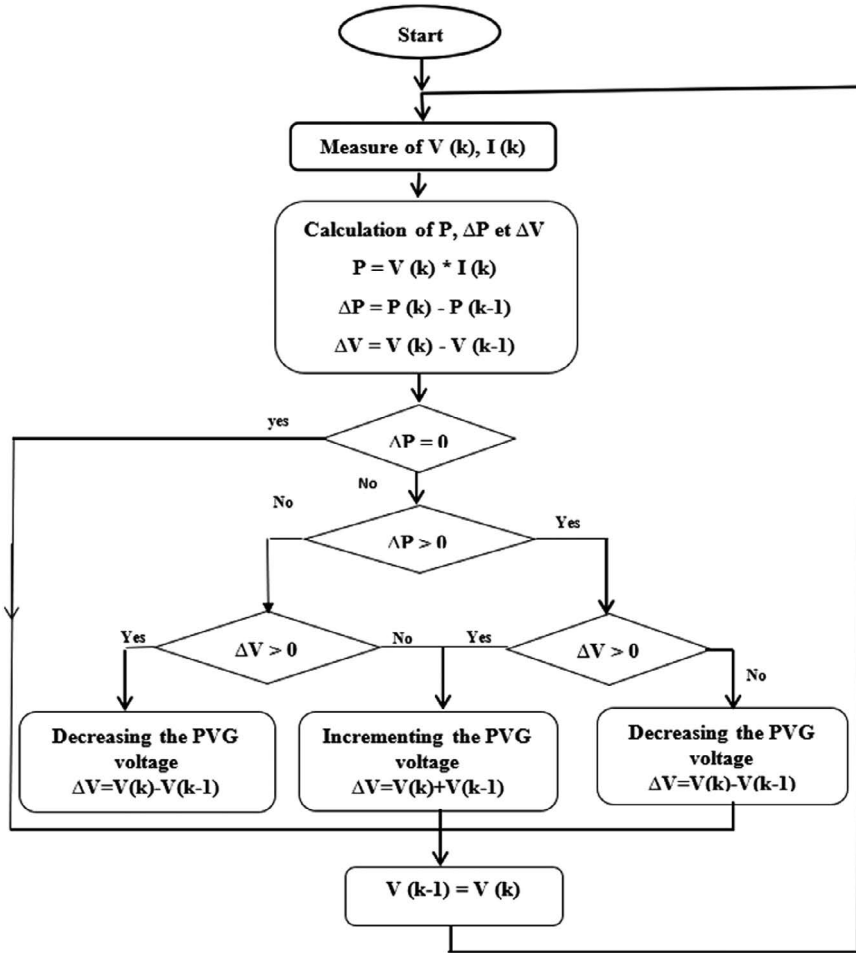 Start
Measure of V (k), I (k)
Calculation of P, ΔP et ΔV
P = V (k) * I (k)
ΔP = P (k) - P (k-1)
ΔV = V (k) - V (k-1)
yes
ΔP = 0
No
No
ΔP > 0
Yes
Yes
ΔV > 0
No
Yes
ΔV > 0
No
Decreasing the PVG
voltage
ΔV=V(k)-V(k-1)
Incrementing the PVG
voltage
ΔV=V(k)+V(k-1)
Decreasing the PVG
voltage
ΔV=V(k)-V(k-1)
V (k-1) = V (k)